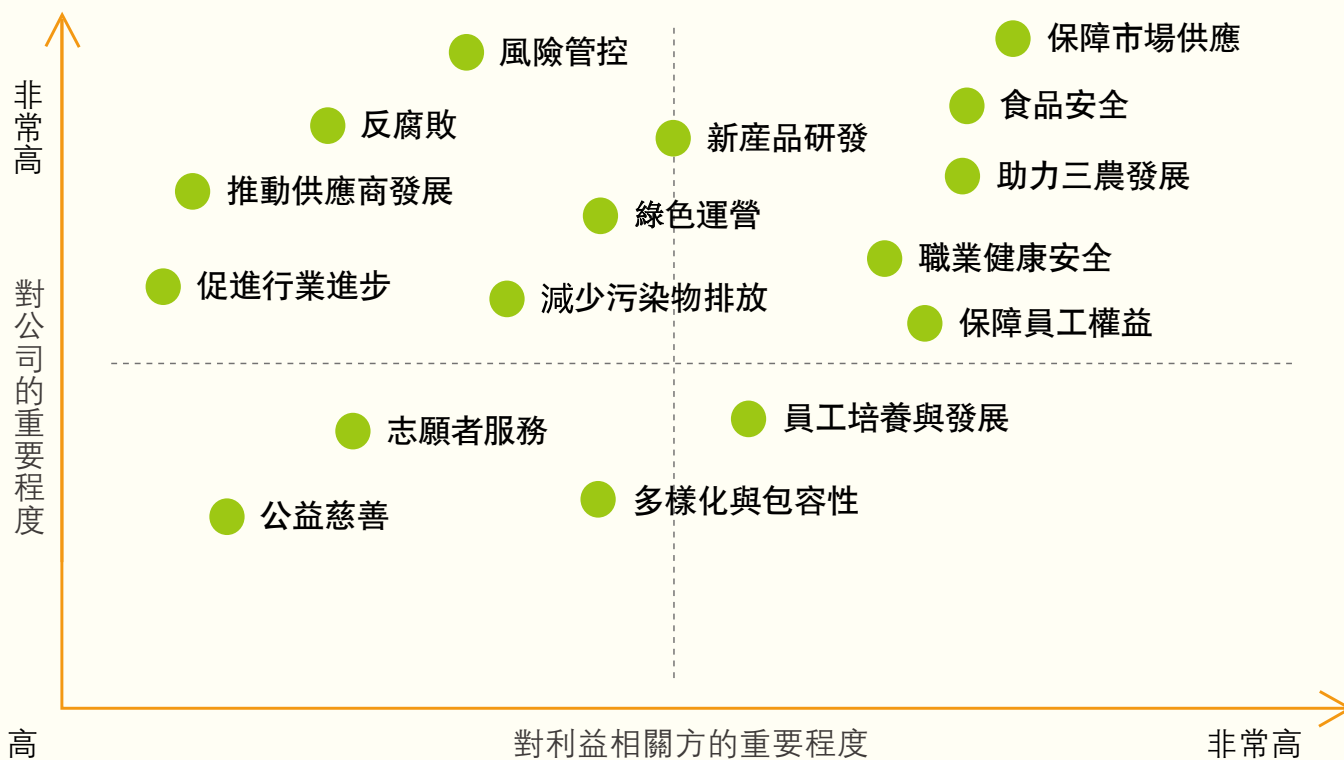 保障市場供應
風險管控
食品安全
反腐敗
新産品研發
助力三農發展
推動供應商發展
綠色運營
職業健康安全
促進行業進步
減少污染物排放
保障員工權益
員工培養與發展
志願者服務
多樣化與包容性
公益慈善
非常高
對公司的重要程度
高
對利益相關方的重要程度
非常高